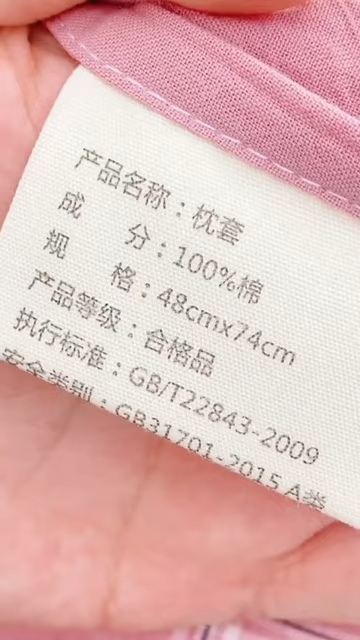 产品名称：枕套
成 分：100%棉
规 格：48cmx74cm
产品等级：合格品
执行标准：GB/T22843-2009
安全类别：GB31701-2015 A类